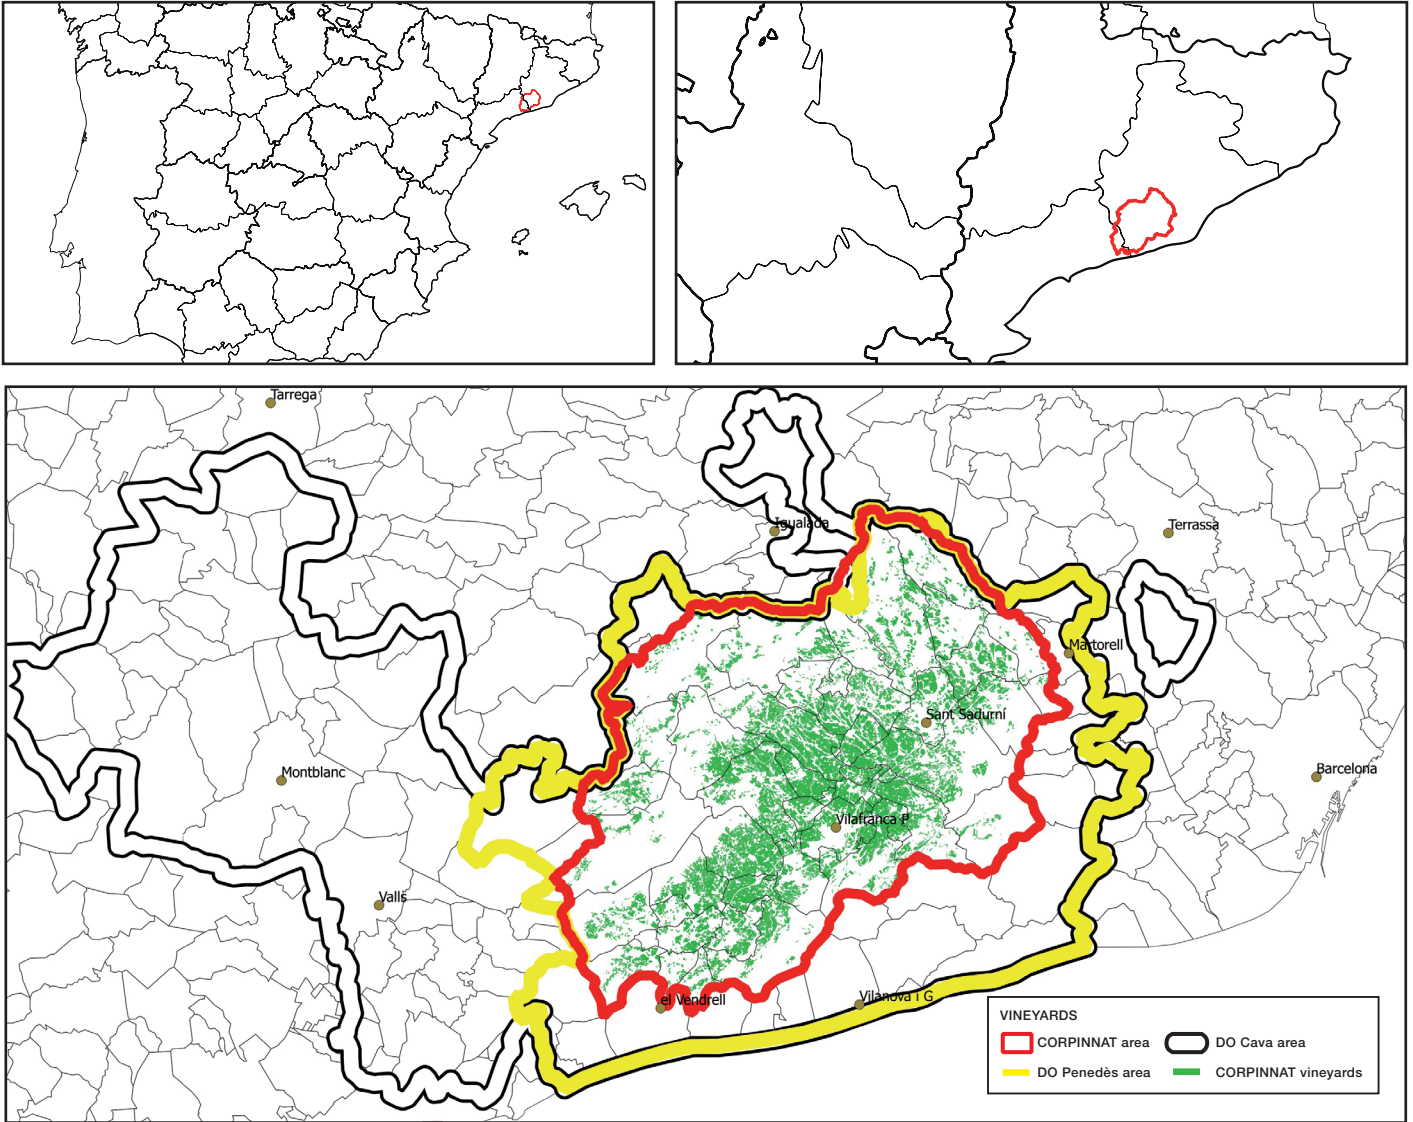 Tarrega
Igualada
Terrassa
Martorell
Sant Sadurní
Montblanc
Barcelona
Vilafranca P
Valls
el Vendrell
Vilanova i G
VINEYARDS
CORPINNAT area
DO Cava area
DO Penedès area
CORPINNAT vineyards